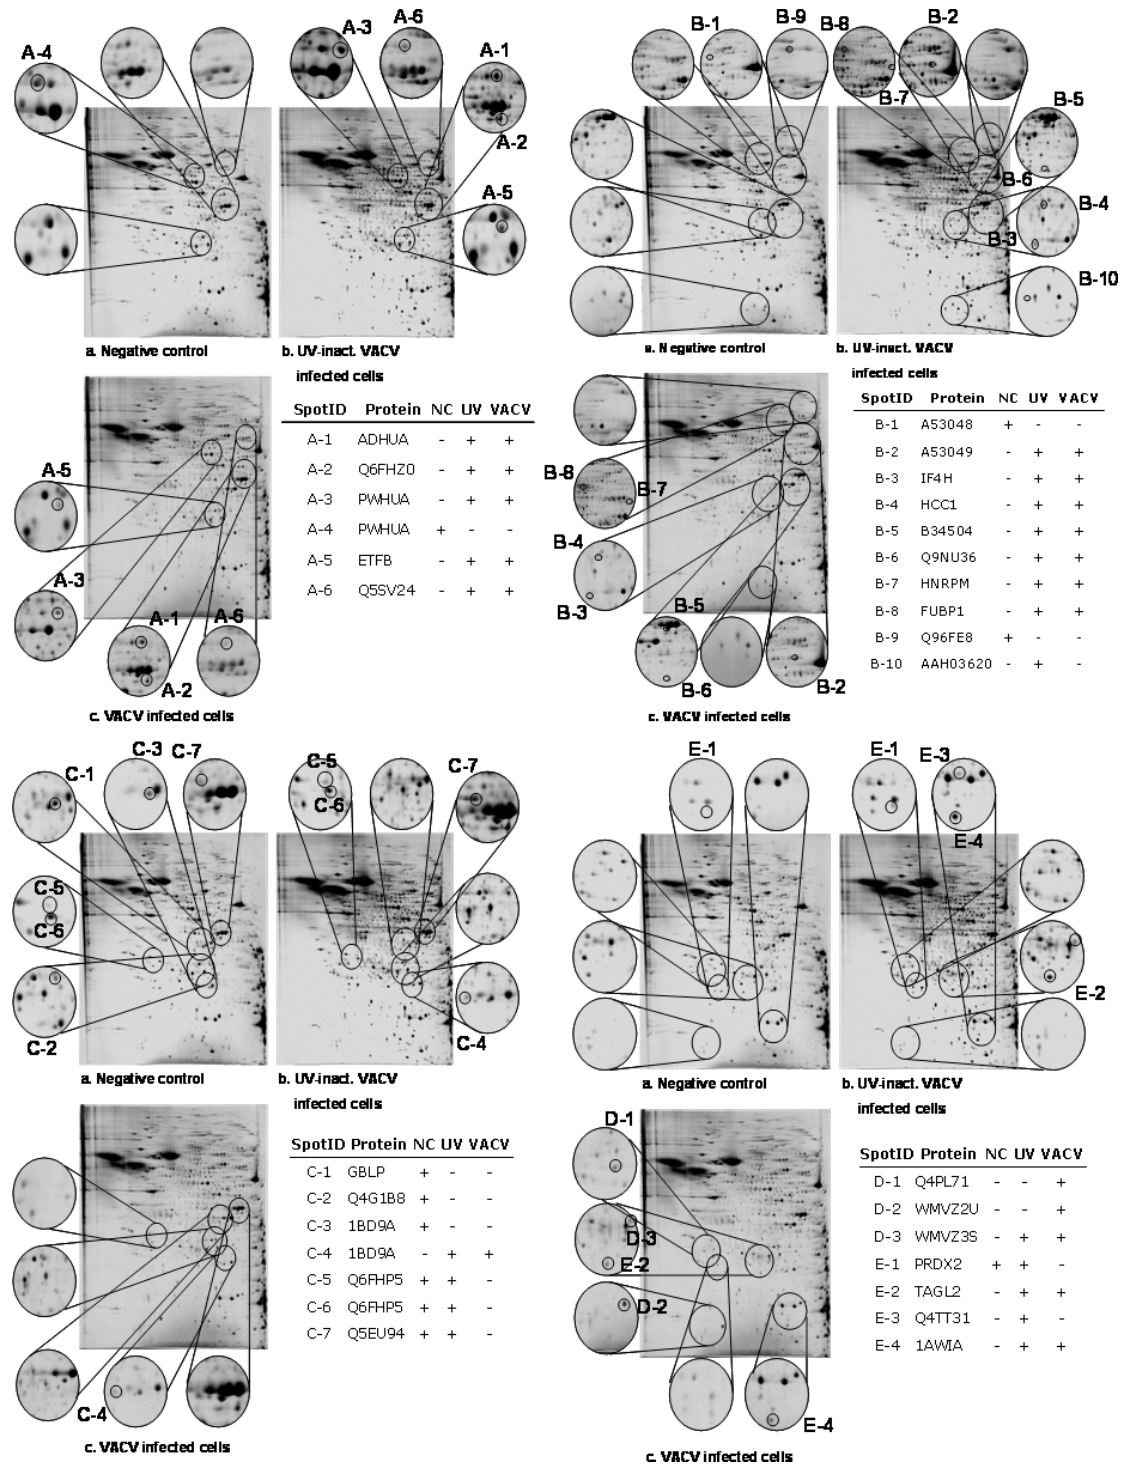 A-4
A-3
A-6
A-1
A-2
A-5
a. Negative control
b. UV-inact. VACV
infected cells
A-5
A-3
A-1
A-6
A-2
c. VACV infected cells
SpotID Protein NC UV VACV
A-1 ADHUA - + +
A-2 Q6FHZ0 - + +
A-3 PWHUA - + +
A-4 PWHUA + - -
A-5 ETFB - + +
A-6 Q5SV24 - + +
B-1
B-9
B-8
B-2
B-7
B-5
B-6
B-4
B-3
B-10
a. Negative control
b. UV-inact. VACV
infected cells
B-8
B-7
B-4
B-3
B-5
B-6
B-2
c. VACV infected cells
SpotID Protein NC UV VACV
B-1 A53048 + - -
B-2 A53049 - + +
B-3 IF4H - + +
B-4 HCC1 - + +
B-5 B34504 - + +
B-6 Q9NU36 - + +
B-7 HNRPM - + +
B-8 FUBP1 - + +
B-9 Q96FE8 + - -
B-10 AAH03620 - + -
C-1
C-3
C-7
C-5
C-6
C-2
C-5
C-6
C-7
C-4
a. Negative control
b. UV-inact. VACV
infected cells
C-4
c. VACV infected cells
SpotID Protein NC UV VACV
C-1 GBLP + - -
C-2 Q4G1B8 + - -
C-3 1BD9A + - -
C-4 1BD9A - + +
C-5 Q6FHP5 + + -
C-6 Q6FHP5 + + -
C-7 Q5EU94 + + -
E-1
E-1
E-3
E-4
E-2
a. Negative control
b. UV-inact. VACV
infected cells
D-1
D-3
E-2
D-2
E-4
c. VACV infected cells
SpotID Protein NC UV VACV
D-1 Q4PL71 - - +
D-2 WMVZ2U - - +
D-3 WMVZ3S - + +
E-1 PRDX2 + + -
E-2 TAGL2 - + +
E-3 Q4TT31 - + -
E-4 1AWIA - + +